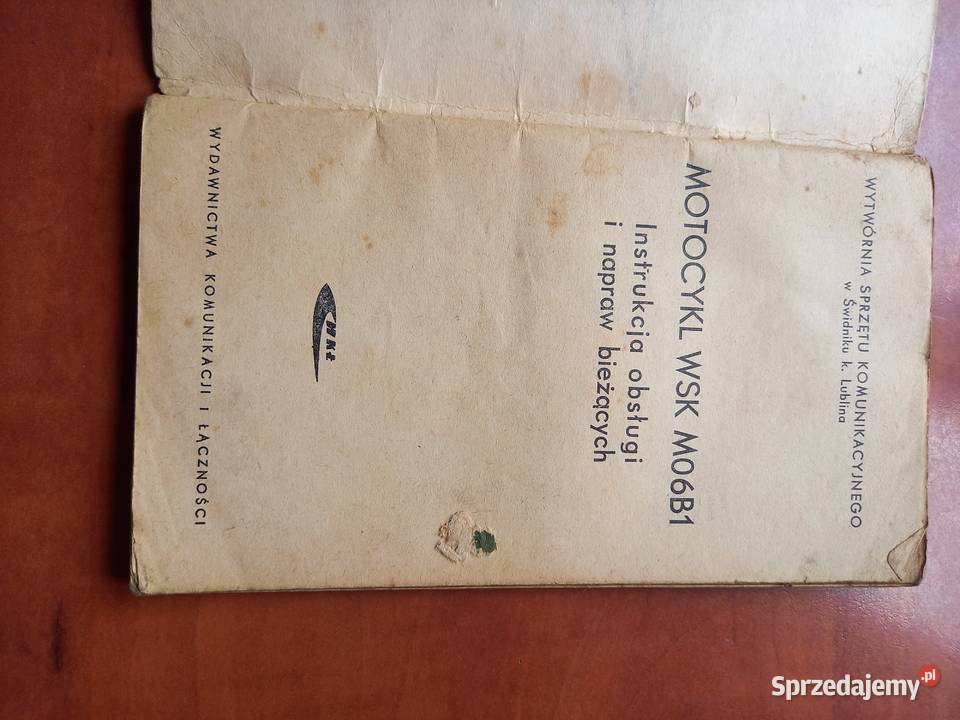 WYTWÓRNIA SPRZĘTU KOMUNIKACYJNEGO
w Świdniku k. Lublina
MOTOCYKL WSK M06B1
Instrukcja obsługi
i napraw bieżących
WKŁ
WYDAWNICTWA KOMUNIKACJI I ŁĄCZNOŚCI
Sprzedajemy.pl